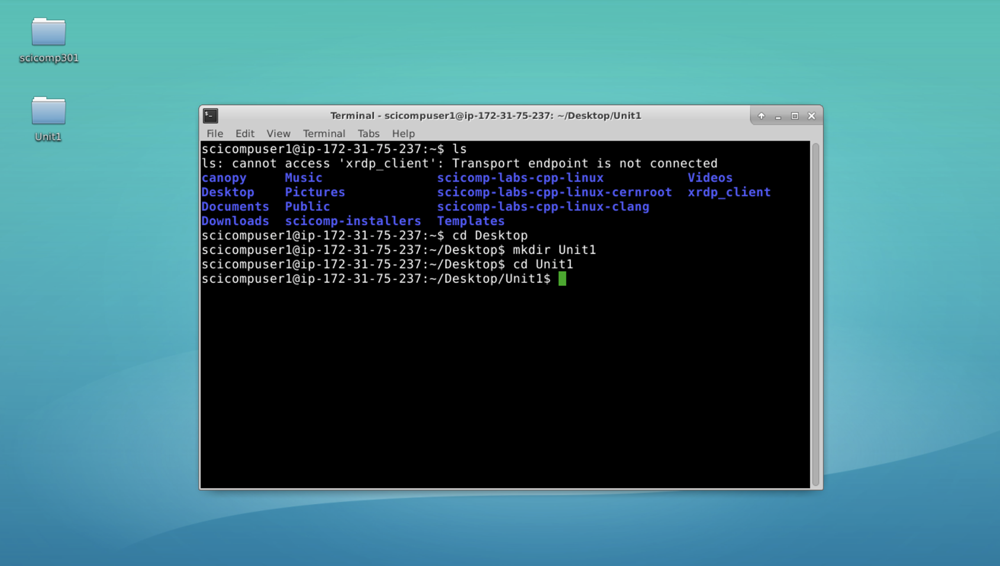 scicomp301
Unit1
Terminal - scicompuser1@ip-172-31-75-237: ~/Desktop/Unit1
File Edit View Terminal Tabs Help
scicompuser1@ip-172-31-75-237:~$ ls
ls: cannot access 'xrdp_client': Transport endpoint is not connected
canopy Music scicomp-labs-cpp-linux Videos
Desktop Pictures scicomp-labs-cpp-linux-cernroot xrdp_client
Documents Public scicomp-labs-cpp-linux-clang
Downloads scicomp-installers Templates
scicompuser1@ip-172-31-75-237:~$ cd Desktop
scicompuser1@ip-172-31-75-237:~/Desktop$ mkdir Unit1
scicompuser1@ip-172-31-75-237:~/Desktop$ cd Unit1
scicompuser1@ip-172-31-75-237:~/Desktop/Unit1$